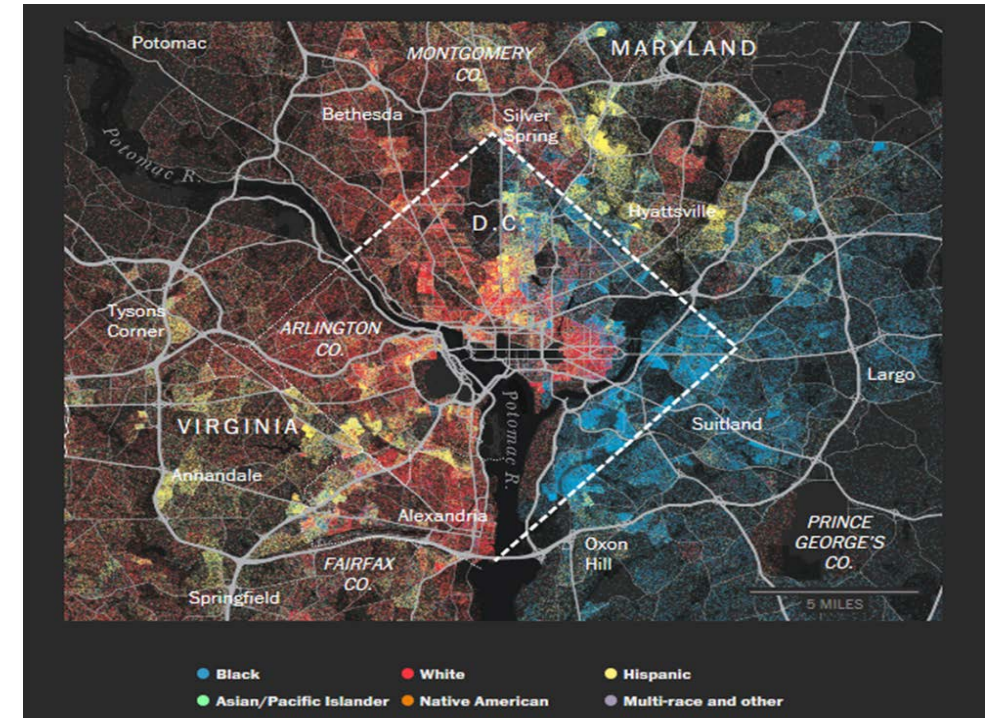 Potomac
MONTGOMERY
CO.
MARYLAND
Bethesda
Silver
Spring
Potomac R.
D.C.
Hyattsville
Tysons
Corner
ARLINGTON
CO.
Largo
VIRGINIA
Potomac R.
Suitland
Annandale
Alexandria
PRINCE
GEORGE'S
CO.
Oxon
Hill
FAIRFAX
CO.
Springfield
5 MILES
Black
White
Hispanic
Asian/Pacific Islander
Native American
Multi-race and other